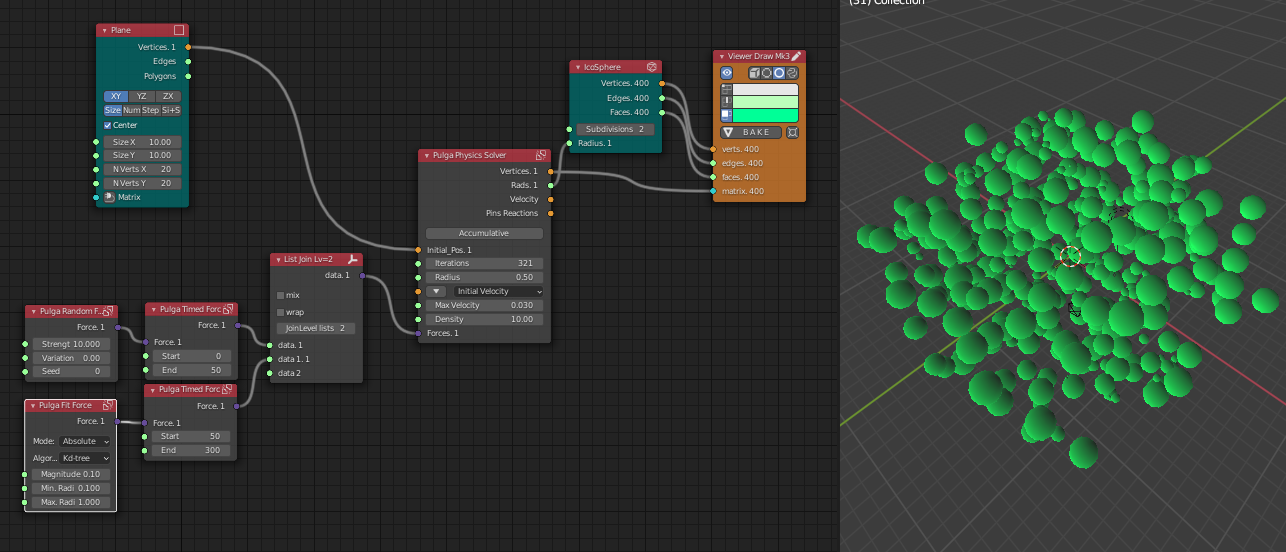 (31) Collection
Plane
Vertices. 1
Edges
Polygons
XY YZ ZX
Size Num Step Si+S
Center
Size X 10.00
Size Y 10.00
N Verts X 20
N Verts Y 20
Matrix
IcoSphere
Vertices. 400
Edges. 400
Faces. 400
Subdivisions 2
Radius. 1
Viewer Draw Mk3
BAKE
verts. 400
edges. 400
faces. 400
matrix. 400
Pulga Physics Solver
Vertices. 1
Rads. 1
Velocity
Pins Reactions
Accumulative
Initial_Pos. 1
Iterations 321
Radius 0.50
Initial Velocity
Max Velocity 0.030
Density 10.00
Forces. 1
List Join Lv=2
data. 1
mix
wrap
JoinLevel lists 2
data. 1
data 1. 1
data 2
Pulga Random F...
Force. 1
Strengt 10.000
Variation 0.00
Seed 0
Pulga Timed Forc
Force. 1
Force. 1
Start 0
End 50
Pulga Timed Forc
Force. 1
Force. 1
Start 50
End 300
Pulga Fit Force
Force. 1
Mode: Absolute
Algor... Kd-tree
Magnitude 0.10
Min. Radi 0.100
Max. Radi 1.000